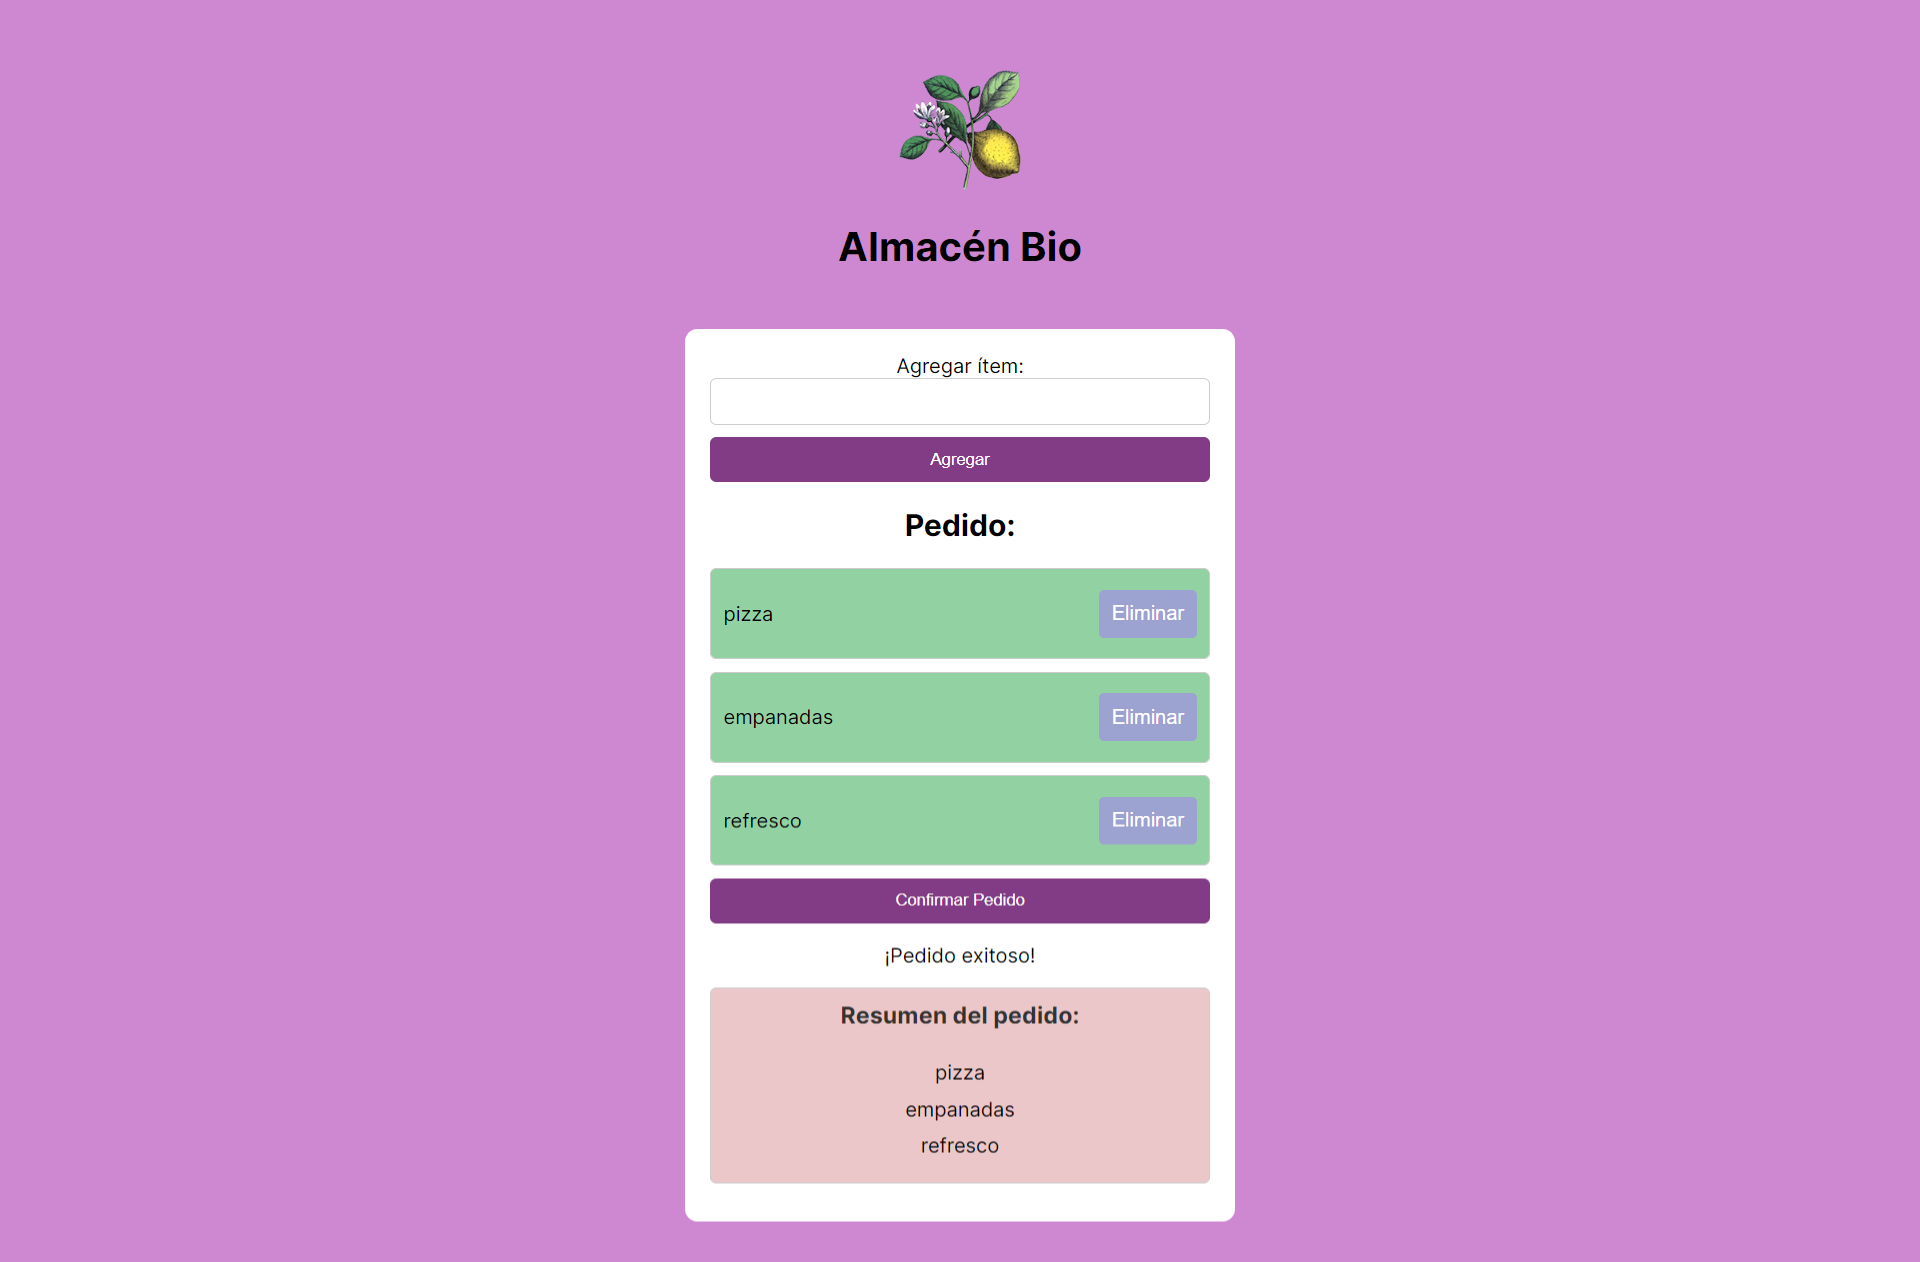 Almacén Bio
Agregar ítem:
Agregar
Pedido:
pizza Eliminar
empanadas Eliminar
refresco Eliminar
Confirmar Pedido
¡Pedido exitoso!
Resumen del pedido:
pizza
empanadas
refresco